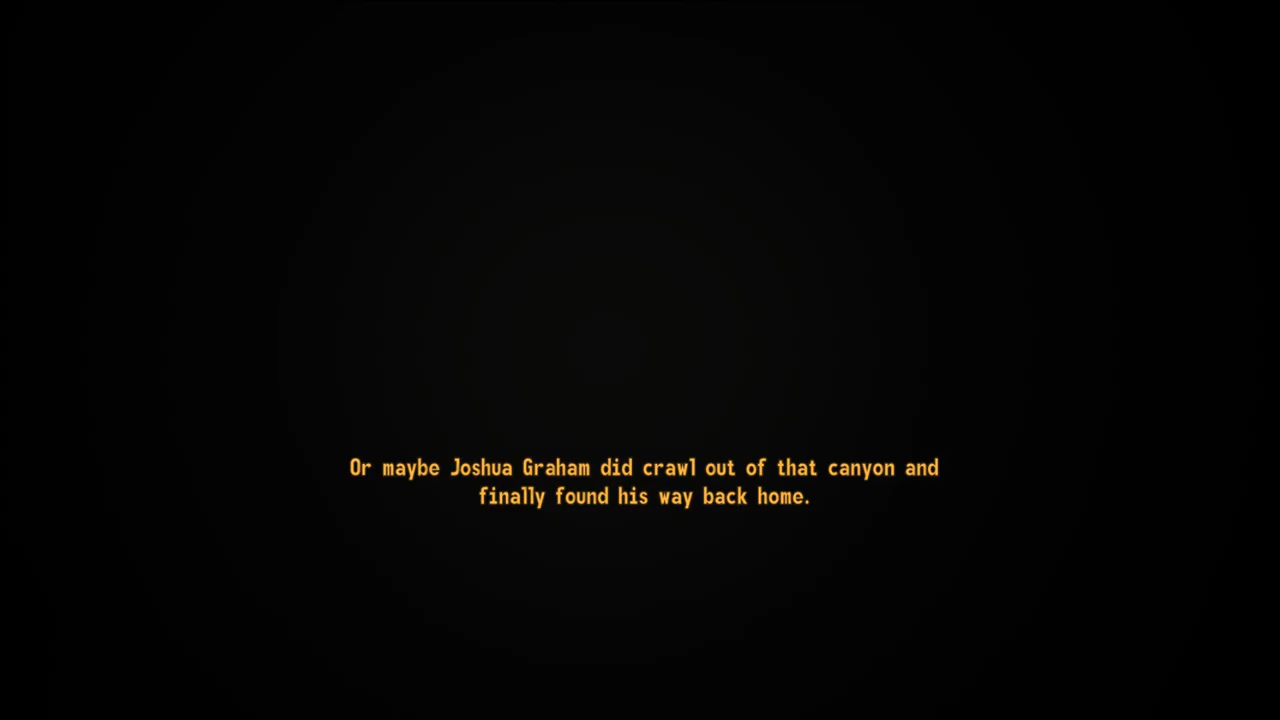 Or maybe Joshua Graham did crawl out of that canyon and
finally found his way back home.